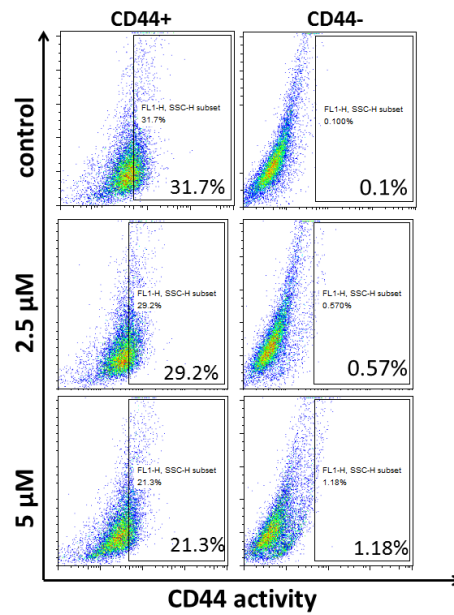 CD44+ CD44-
control
FL1-H, SSC-H subset
31.7%
31.7%
FL1-H, SSC-H subset
0.100%
0.1%
2.5 µM
FL1-H, SSC-H subset
29.2%
29.2%
FL1-H, SSC-H subset
0.570%
0.57%
5 µM
FL1-H, SSC-H subset
21.3%
21.3%
FL1-H, SSC-H subset
1.18%
1.18%
CD44 activity